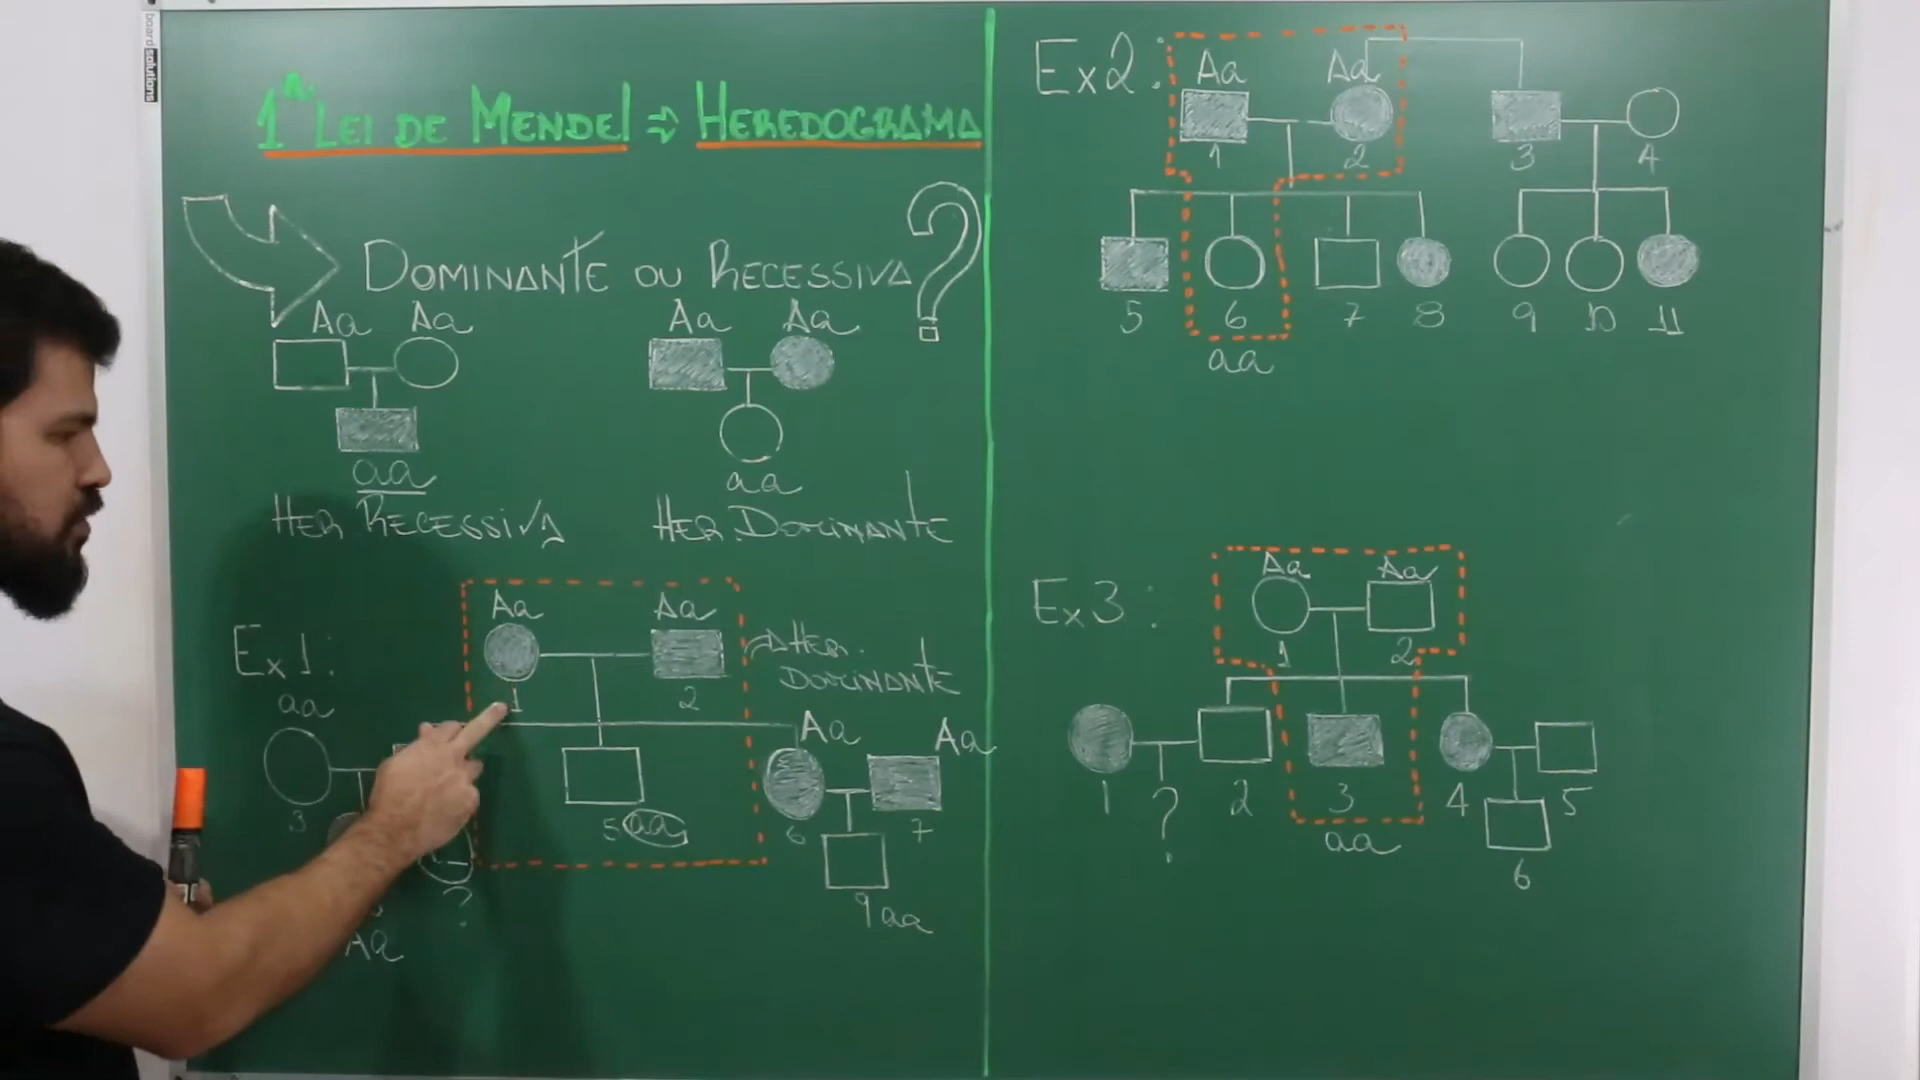 boardsolutions
1ª LEI DE MENDEL ⇨ HEREDOGRAMA
DOMINANTE OU RECESSIVA ?
Aa Aa
aa
HER RECESSIVA
Aa Aa
aa
HER. DOMINANTE
Ex1:
Aa Aa
1 2
HER.
DOMINANTE
aa
3
5 aa
Aa Aa
6 7
9 aa
?
Aa
Ex2:
Aa Aa
1 2 3 4
5 6 7 8 9 10 11
aa
Ex3:
Aa Aa
1 2
1 ? 2 3 4 5
aa
6